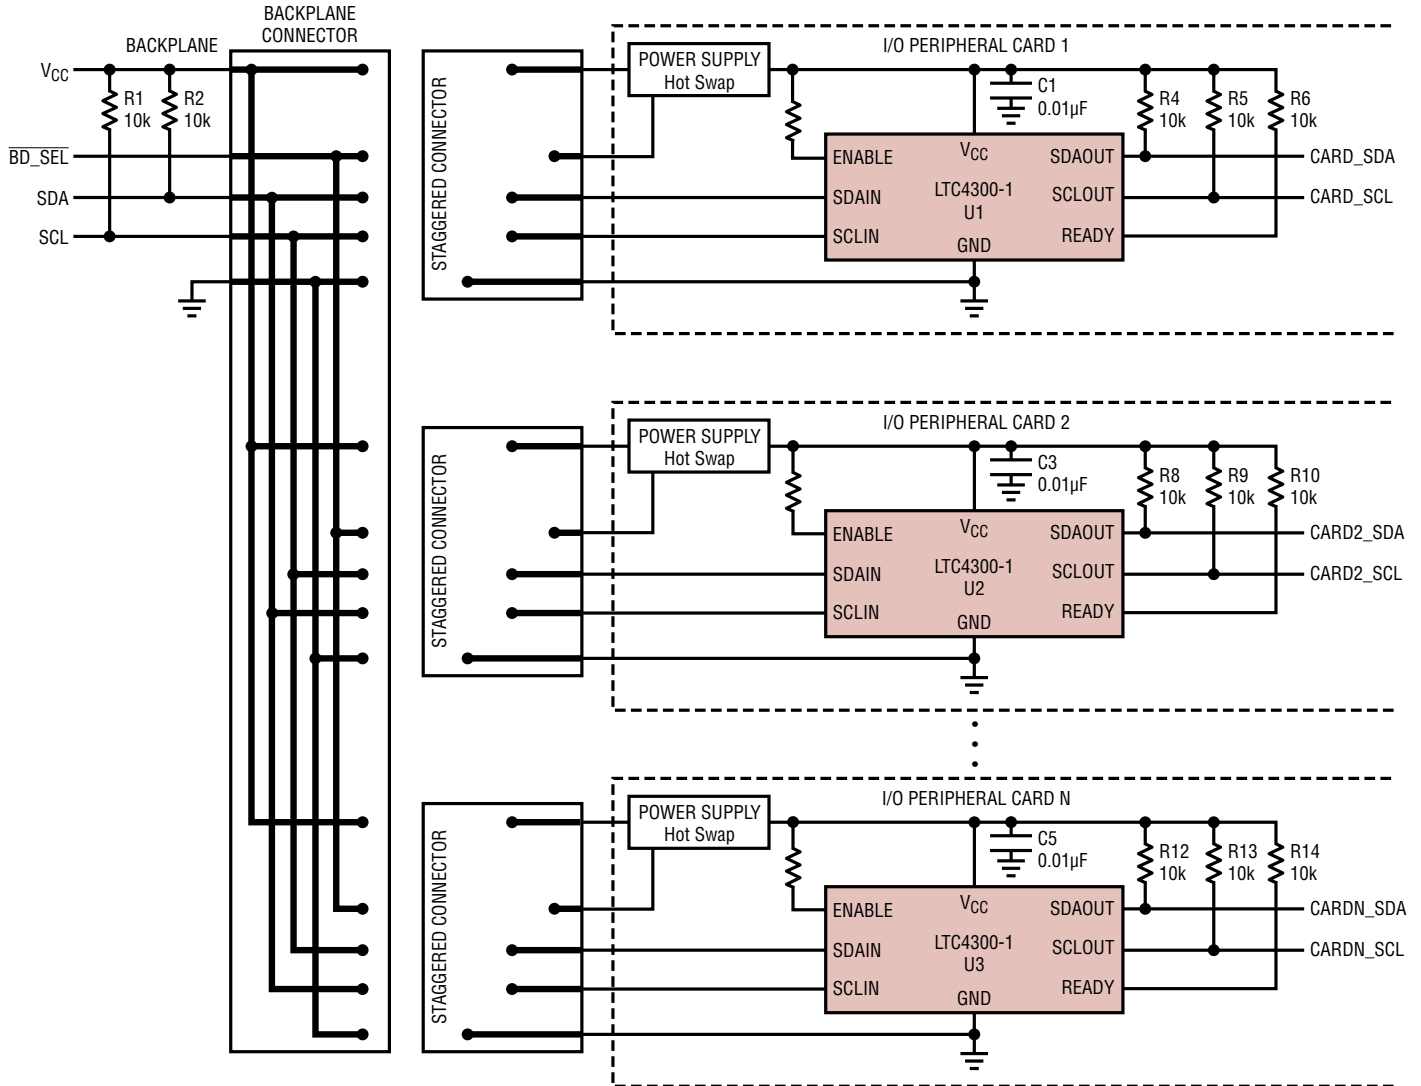 BACKPLANE
CONNECTOR
BACKPLANE
VCC
R1
10k
R2
10k
BD_SEL
SDA
SCL
STAGGERED CONNECTOR
POWER SUPPLY
Hot Swap
I/O PERIPHERAL CARD 1
C1
0.01µF
R4
10k
R5
10k
R6
10k
ENABLE
VCC
SDAOUT
CARD_SDA
SDAIN
LTC4300-1
U1
SCLOUT
CARD_SCL
SCLIN
GND
READY
STAGGERED CONNECTOR
POWER SUPPLY
Hot Swap
I/O PERIPHERAL CARD 2
C3
0.01µF
R8
10k
R9
10k
R10
10k
ENABLE
VCC
SDAOUT
CARD2_SDA
SDAIN
LTC4300-1
U2
SCLOUT
CARD2_SCL
SCLIN
GND
READY
STAGGERED CONNECTOR
POWER SUPPLY
Hot Swap
I/O PERIPHERAL CARD N
C5
0.01µF
R12
10k
R13
10k
R14
10k
ENABLE
VCC
SDAOUT
CARDN_SDA
SDAIN
LTC4300-1
U3
SCLOUT
CARDN_SCL
SCLIN
GND
READY